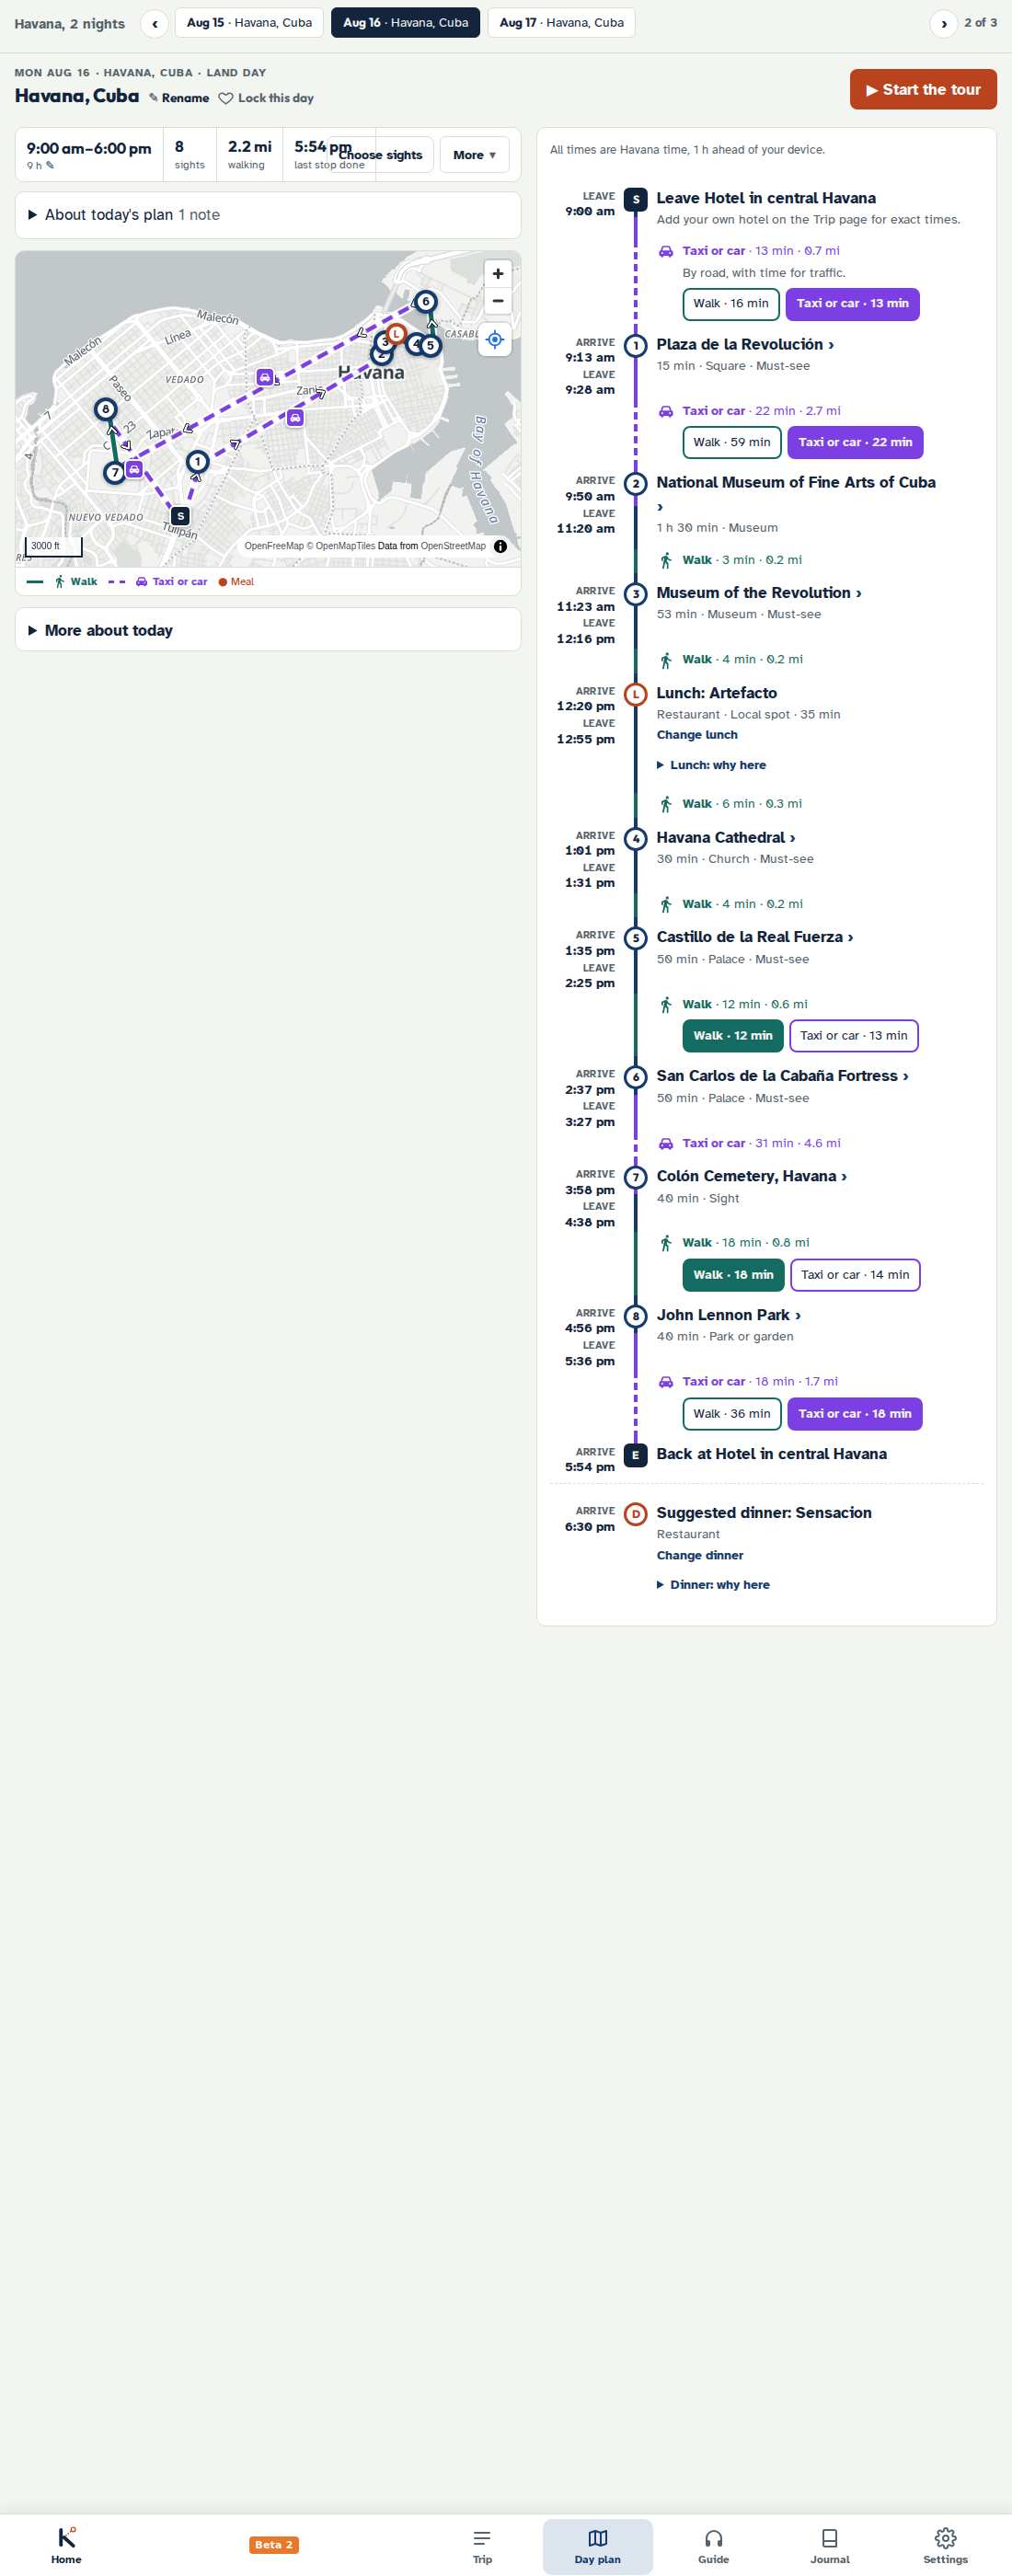 Havana, 2 nights
‹
Aug 15 · Havana, Cuba
Aug 16 · Havana, Cuba
Aug 17 · Havana, Cuba
›
2 of 3
MON AUG 16 · HAVANA, CUBA · LAND DAY
Havana, Cuba
✎ Rename
Lock this day
▶ Start the tour
9:00 am–6:00 pm
9 h ✎
8
sights
2.2 mi
walking
5:54 pm
last stop done
Choose sights
More ▾
▶ About today's plan 1 note
Malecón
Línea
Malecón
VEDADO
Paseo
Havana
Zanja
CASABL
Zapat
23
C
7
4
Bay of Havana
NUEVO VEDADO
Tulipán
6
3
L
4
5
2
8
7
1
S
+
−
3000 ft
OpenFreeMap © OpenMapTiles Data from OpenStreetMap
Walk
Taxi or car
Meal
▶ More about today
All times are Havana time, 1 h ahead of your device.
LEAVE
9:00 am
S
Leave Hotel in central Havana
Add your own hotel on the Trip page for exact times.
Taxi or car · 13 min · 0.7 mi
By road, with time for traffic.
Walk · 16 min
Taxi or car · 13 min
ARRIVE
9:13 am
LEAVE
9:28 am
1
Plaza de la Revolución ›
15 min · Square · Must-see
Taxi or car · 22 min · 2.7 mi
Walk · 59 min
Taxi or car · 22 min
ARRIVE
9:50 am
LEAVE
11:20 am
2
National Museum of Fine Arts of Cuba
›
1 h 30 min · Museum
Walk · 3 min · 0.2 mi
ARRIVE
11:23 am
LEAVE
12:16 pm
3
Museum of the Revolution ›
53 min · Museum · Must-see
Walk · 4 min · 0.2 mi
ARRIVE
12:20 pm
LEAVE
12:55 pm
L
Lunch: Artefacto
Restaurant · Local spot · 35 min
Change lunch
▶ Lunch: why here
Walk · 6 min · 0.3 mi
ARRIVE
1:01 pm
LEAVE
1:31 pm
4
Havana Cathedral ›
30 min · Church · Must-see
Walk · 4 min · 0.2 mi
ARRIVE
1:35 pm
LEAVE
2:25 pm
5
Castillo de la Real Fuerza ›
50 min · Palace · Must-see
Walk · 12 min · 0.6 mi
Walk · 12 min
Taxi or car · 13 min
ARRIVE
2:37 pm
LEAVE
3:27 pm
6
San Carlos de la Cabaña Fortress ›
50 min · Palace · Must-see
Taxi or car · 31 min · 4.6 mi
ARRIVE
3:58 pm
LEAVE
4:38 pm
7
Colón Cemetery, Havana ›
40 min · Sight
Walk · 18 min · 0.8 mi
Walk · 18 min
Taxi or car · 14 min
ARRIVE
4:56 pm
LEAVE
5:36 pm
8
John Lennon Park ›
40 min · Park or garden
Taxi or car · 18 min · 1.7 mi
Walk · 36 min
Taxi or car · 18 min
ARRIVE
5:54 pm
E
Back at Hotel in central Havana
ARRIVE
6:30 pm
D
Suggested dinner: Sensacion
Restaurant
Change dinner
▶ Dinner: why here
Home
Beta 2
Trip
Day plan
Guide
Journal
Settings